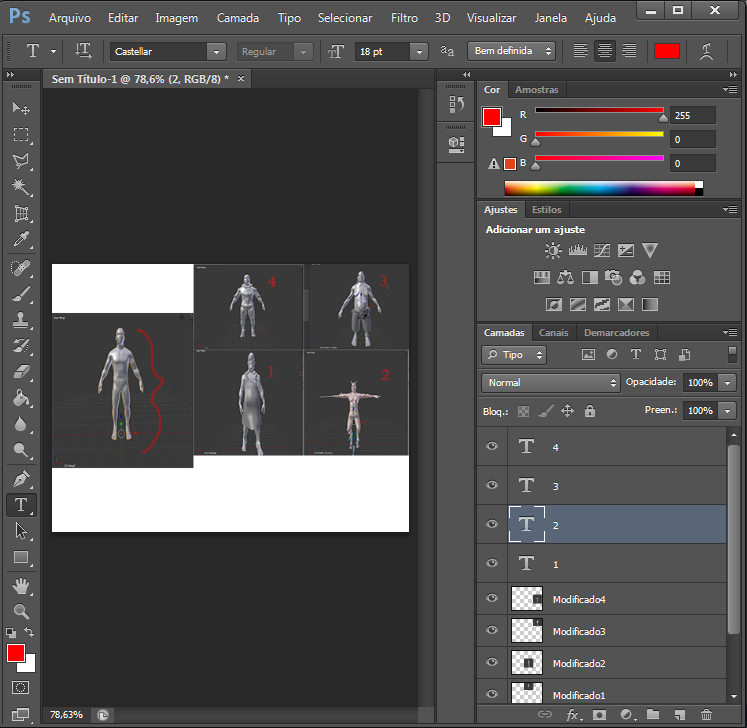 Ps Arquivo Editar Imagem Camada Tipo Selecionar Filtro 3D Visualizar Janela Ajuda
T Castellar Regular 18 pt aa Bem definida
Sem Título-1 @ 78,6% (2, RGB/8) * ×
Cor Amostras
R 255
G 0
B 0
Ajustes Estilos
Adicionar um ajuste
4 3
1 2
Camadas Canais Demarcadores
Tipo
Normal Opacidade: 100%
Bloq.: Preen.: 100%
T 4
T 3
T 2
T 1
Modificado4
Modificado3
Modificado2
Modificado1
78,63%
fx